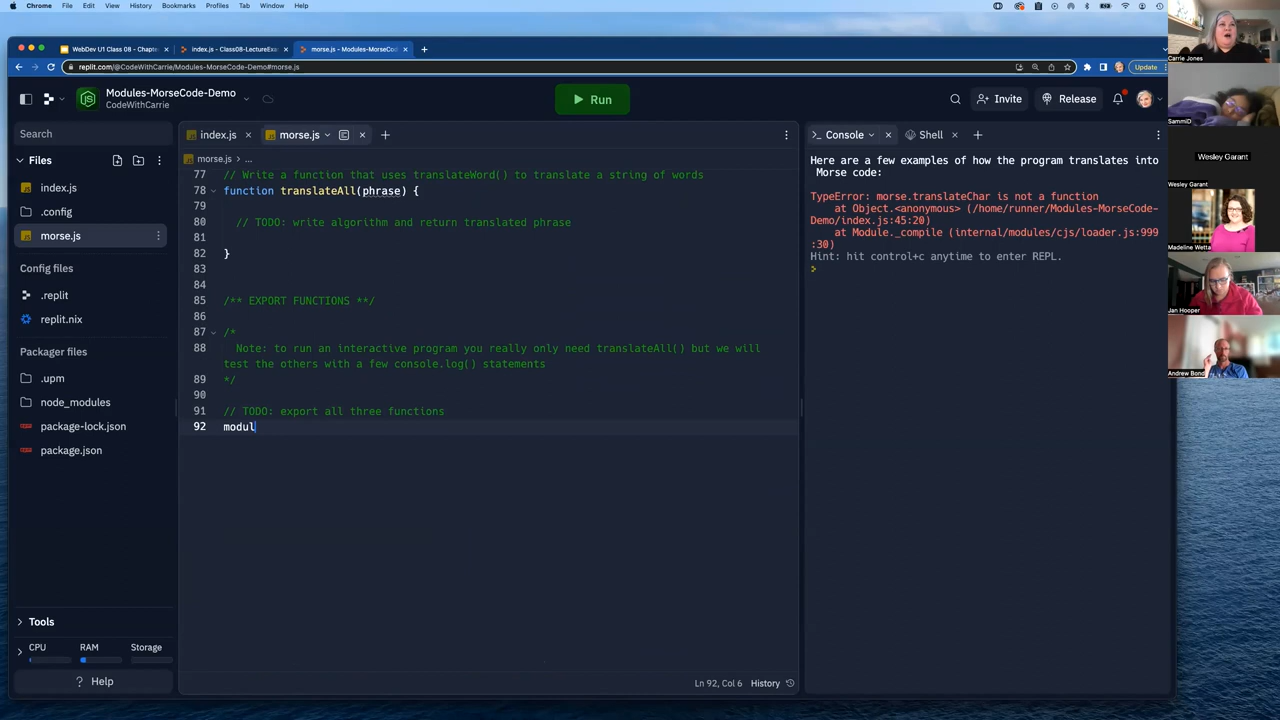 Chrome File Edit View History Bookmarks Profiles Tab Window Help
WebDev U1 Class 08 - Chapte
index.js - Class08-LectureExa
morse.js - Modules-MorseCod
replit.com/@CodeWithCarrie/Modules-MorseCode-Demo#morse.js
Update
Modules-MorseCode-Demo
CodeWithCarrie
Run
Invite
Release
Search
Files
index.js
.config
morse.js
Config files
.replit
replit.nix
Packager files
.upm
node_modules
package-lock.json
package.json
Tools
CPU RAM Storage
Help
index.js
morse.js
morse.js > ...
77 // Write a function that uses translateWord() to translate a string of words
78 function translateAll(phrase) {
79
80 // TODO: write algorithm and return translated phrase
81
82 }
83
84
85 /** EXPORT FUNCTIONS **/
86
87 /*
88 Note: to run an interactive program you really only need translateAll() but we will
test the others with a few console.log() statements
89 */
90
91 // TODO: export all three functions
92 modul
Ln 92, Col 6 History
Console
Shell
Here are a few examples of how the program translates into
Morse code:
TypeError: morse.translateChar is not a function
at Object.<anonymous> (/home/runner/Modules-MorseCode-
Demo/index.js:45:20)
at Module._compile (internal/modules/cjs/loader.js:999
:30)
Hint: hit control+c anytime to enter REPL.
>
Carrie Jones
SammiD
Wesley Garant
Wesley Garant
Madeline Wetta
Jan Hooper
Andrew Bond